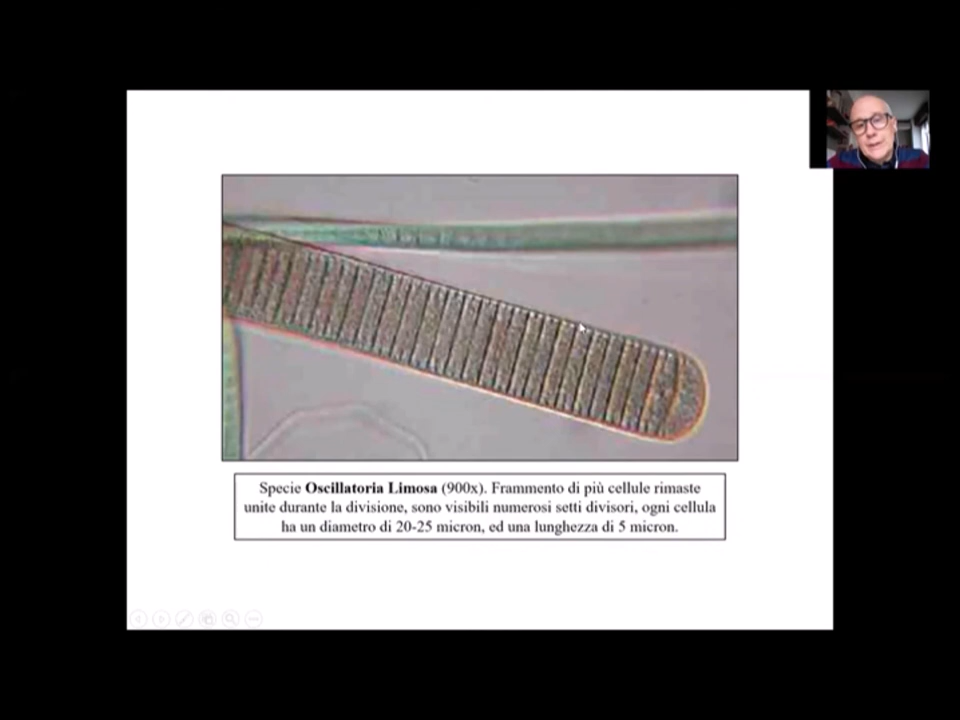 Specie Oscillatoria Limosa (900x). Frammento di più cellule rimaste
unite durante la divisione, sono visibili numerosi setti divisori, ogni cellula
ha un diametro di 20-25 micron, ed una lunghezza di 5 micron.